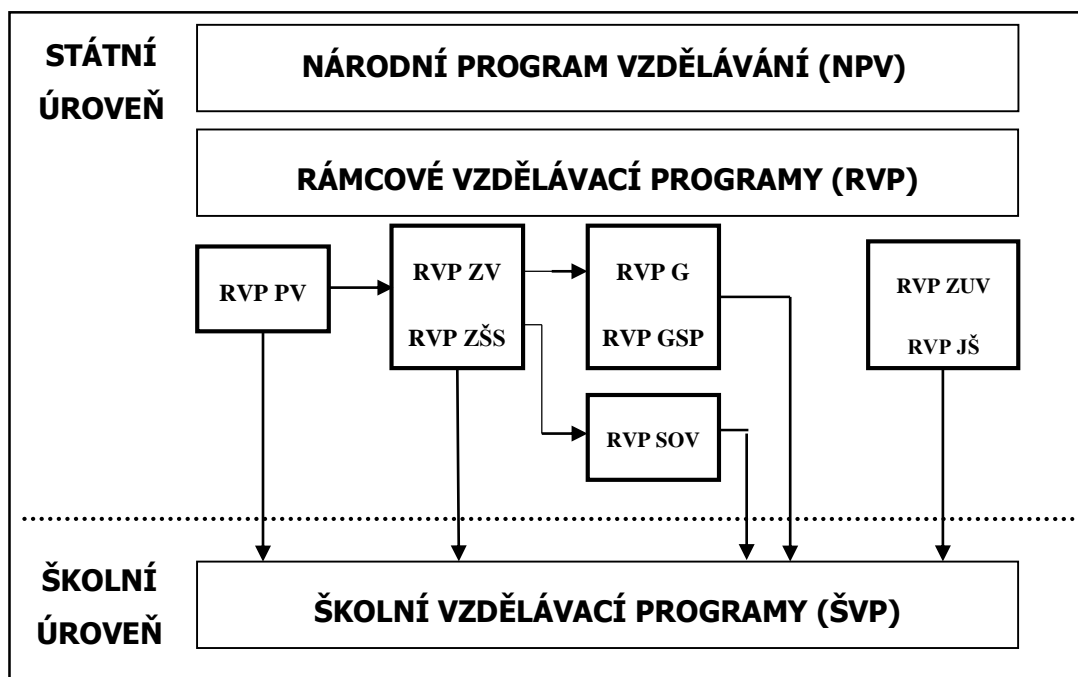 STÁTNÍ
ÚROVEŇ
NÁRODNÍ PROGRAM VZDĚLÁVÁNÍ (NPV)
RÁMCOVÉ VZDĚLÁVACÍ PROGRAMY (RVP)
RVP PV
RVP ZV
RVP ZŠS
RVP G
RVP GSP
RVP SOV
RVP ZUV
RVP JŠ
ŠKOLNÍ
ÚROVEŇ
ŠKOLNÍ VZDĚLÁVACÍ PROGRAMY (ŠVP)